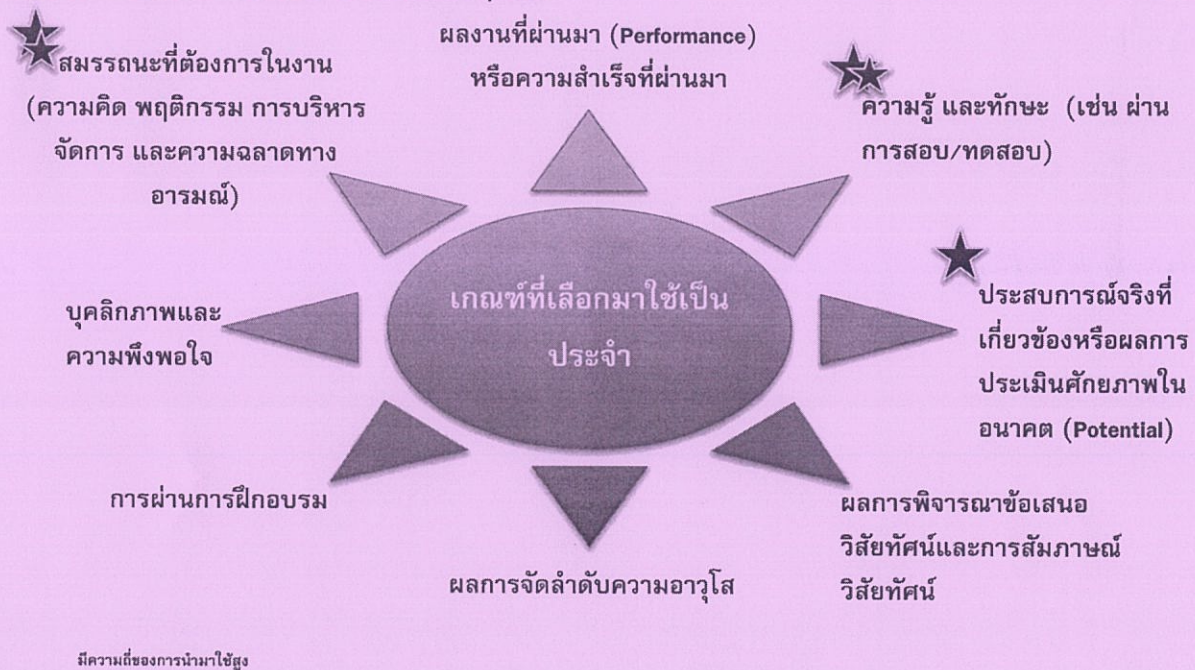 ผลงานที่ผ่านมา (Performance)
หรือความสำเร็จที่ผ่านมา
สมรรถนะที่ต้องการในงาน
(ความคิด พฤติกรรม การบริหาร
จัดการ และความฉลาดทาง
อารมณ์)
ความรู้ และทักษะ (เช่น ผ่าน
การสอบ/ทดสอบ)
เกณฑ์ที่เลือกมาใช้เป็น
ประจำ
บุคลิกภาพและ
ความพึงพอใจ
ประสบการณ์จริงที่
เกี่ยวข้องหรือผลการ
ประเมินศักยภาพใน
อนาคต (Potential)
การผ่านการฝึกอบรม
ผลการพิจารณาข้อเสนอ
วิสัยทัศน์และการสัมภาษณ์
วิสัยทัศน์
ผลการจัดลำดับความอาวุโส
มีความถี่ของการนำมาใช้สูง